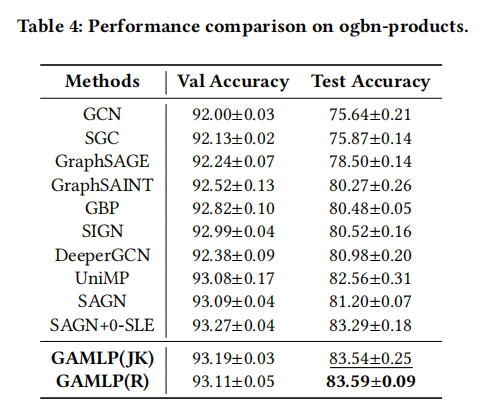 Table 4: Performance comparison on ogbn-products.
Methods Val Accuracy Test Accuracy
GCN 92.00±0.03 75.64±0.21
SGC 92.13±0.02 75.87±0.14
GraphSAGE 92.24±0.07 78.50±0.14
GraphSAINT 92.52±0.13 80.27±0.26
GBP 92.82±0.10 80.48±0.05
SIGN 92.99±0.04 80.52±0.16
DeeperGCN 92.38±0.09 80.98±0.20
UniMP 93.08±0.17 82.56±0.31
SAGN 93.09±0.04 81.20±0.07
SAGN+0-SLE 93.27±0.04 83.29±0.18
GAMLP(JK) 93.19±0.03 83.54±0.25
GAMLP(R) 93.11±0.05 83.59±0.09